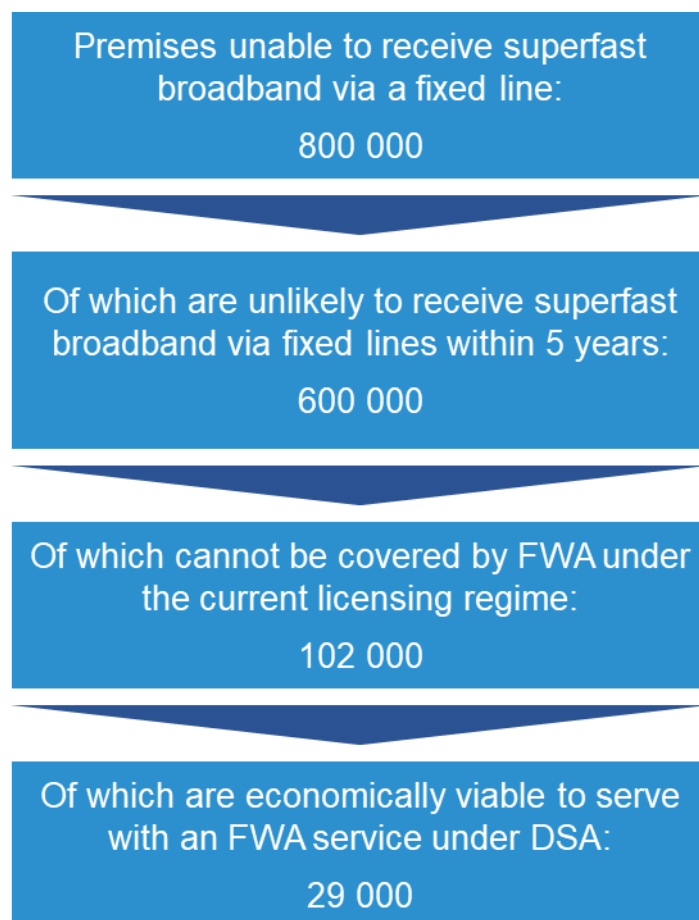 Premises unable to receive superfast
broadband via a fixed line:
800 000
Of which are unlikely to receive superfast
broadband via fixed lines within 5 years:
600 000
Of which cannot be covered by FWA under
the current licensing regime:
102 000
Of which are economically viable to serve
with an FWA service under DSA:
29 000